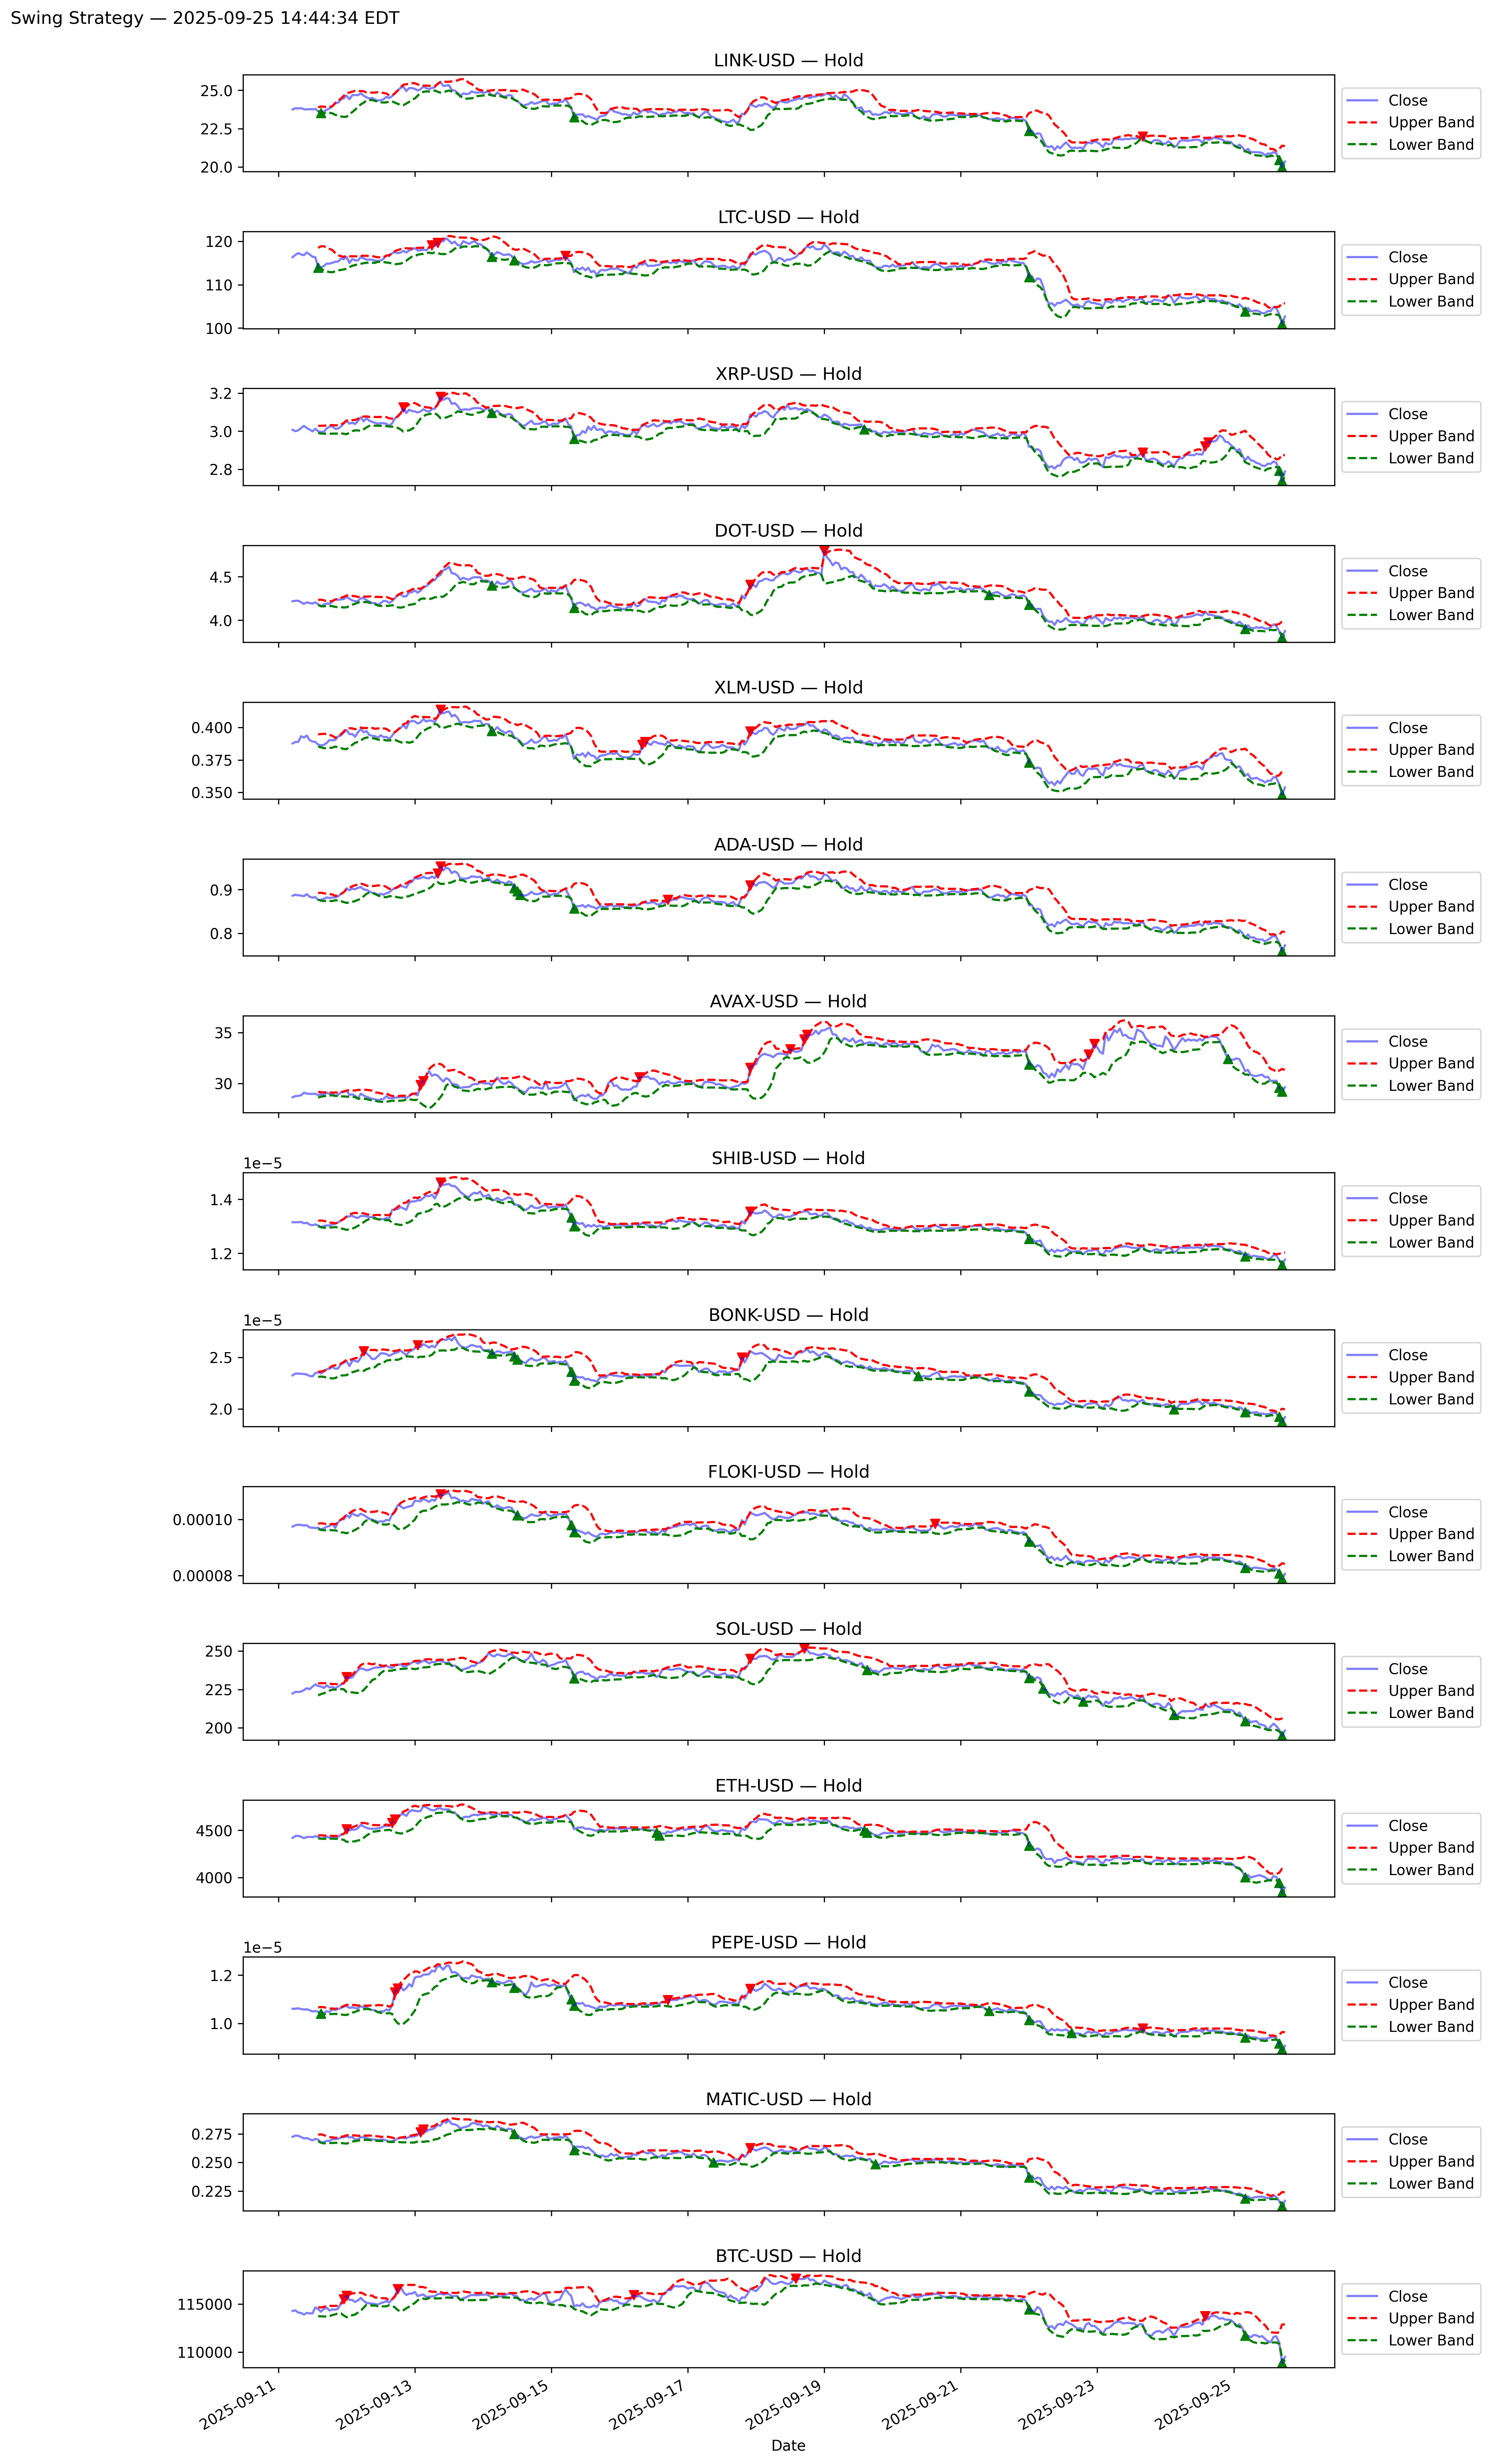 Swing Strategy — 2025-09-25 14:44:34 EDT
LINK-USD — Hold
25.0
22.5
20.0
Close
Upper Band
Lower Band
LTC-USD — Hold
120
110
100
Close
Upper Band
Lower Band
XRP-USD — Hold
3.2
3.0
2.8
Close
Upper Band
Lower Band
DOT-USD — Hold
4.5
4.0
Close
Upper Band
Lower Band
XLM-USD — Hold
0.400
0.375
0.350
Close
Upper Band
Lower Band
ADA-USD — Hold
0.9
0.8
Close
Upper Band
Lower Band
AVAX-USD — Hold
35
30
Close
Upper Band
Lower Band
SHIB-USD — Hold
1e−5
1.4
1.2
Close
Upper Band
Lower Band
BONK-USD — Hold
1e−5
2.5
2.0
Close
Upper Band
Lower Band
FLOKI-USD — Hold
0.00010
0.00008
Close
Upper Band
Lower Band
SOL-USD — Hold
250
225
200
Close
Upper Band
Lower Band
ETH-USD — Hold
4500
4000
Close
Upper Band
Lower Band
PEPE-USD — Hold
1e−5
1.2
1.0
Close
Upper Band
Lower Band
MATIC-USD — Hold
0.275
0.250
0.225
Close
Upper Band
Lower Band
BTC-USD — Hold
115000
110000
Close
Upper Band
Lower Band
2025-09-11
2025-09-13
2025-09-15
2025-09-17
2025-09-19
2025-09-21
2025-09-23
2025-09-25
Date